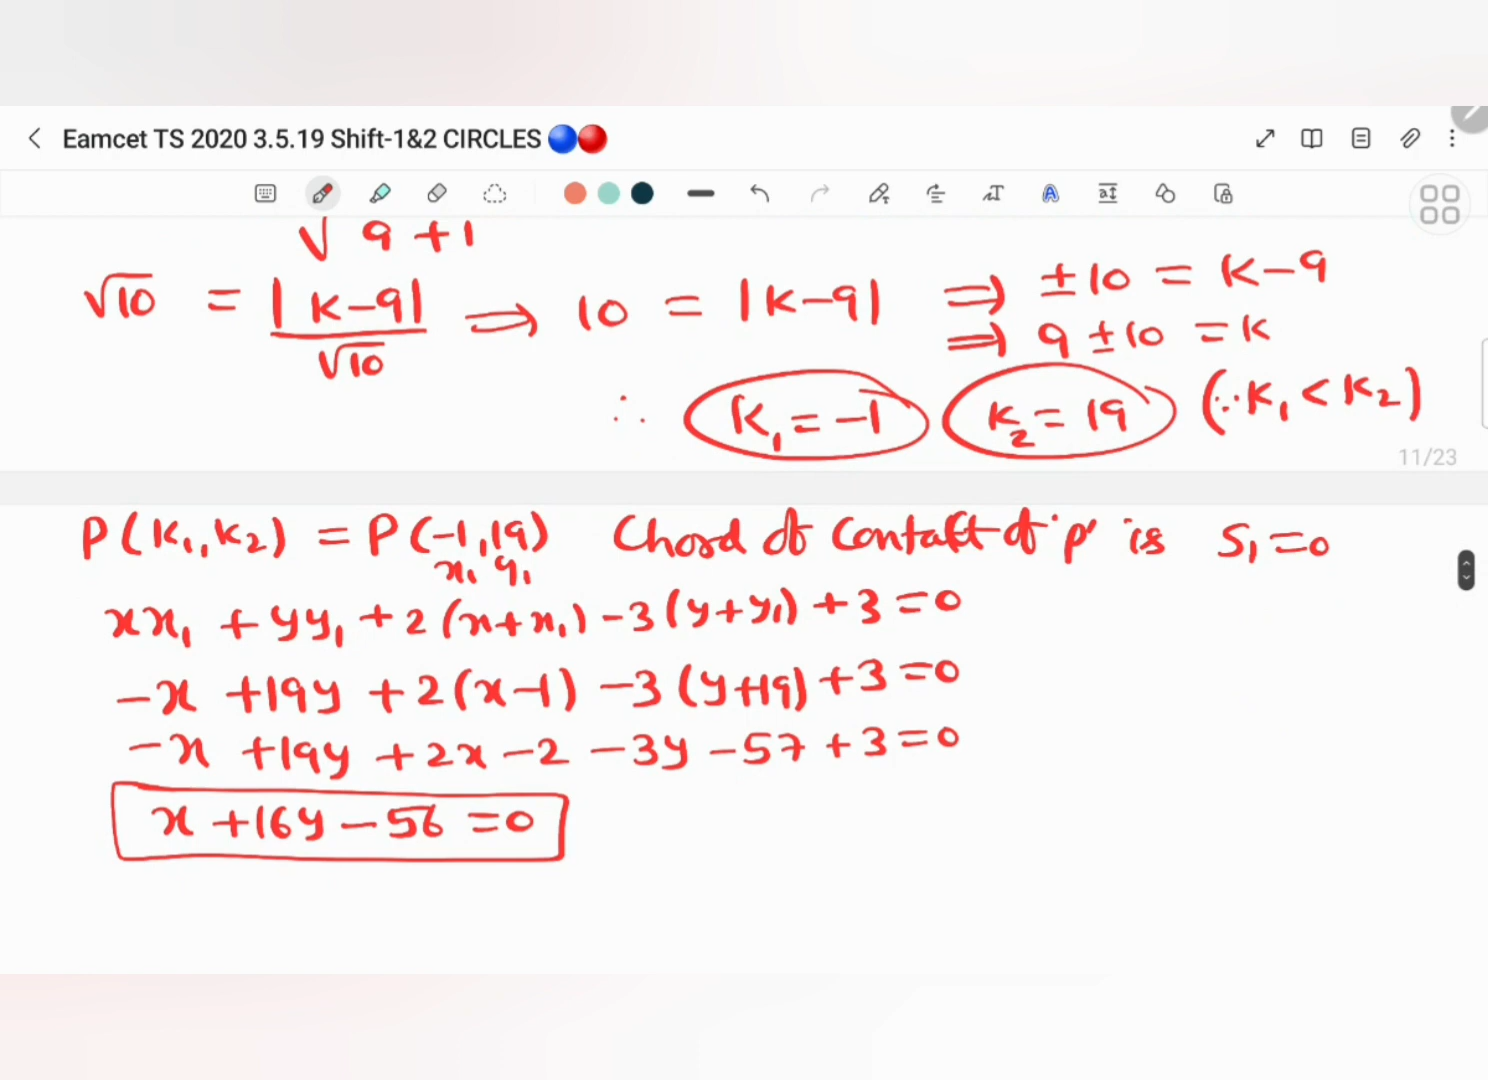 Eamcet TS 2020 3.5.19 Shift-1&2 CIRCLES
√ 9 + 1
√10 = |K-9| / √10 ⇒ 10 = |K-9| ⇒ ±10 = K-9
⇒ 9 ±10 = K
∴ K₁ = -1 K₂ = 19 (∵ K₁ < K₂)
11/23
P(K₁, K₂) = P(-1, 19) Chord of Contact of 'p' is S₁ = 0
x₁ y₁
xx₁ + yy₁ + 2(x+x₁) - 3(y+y₁) + 3 = 0
-x + 19y + 2(x-1) - 3(y+19) + 3 = 0
-x + 19y + 2x - 2 - 3y - 57 + 3 = 0
x + 16y - 56 = 0